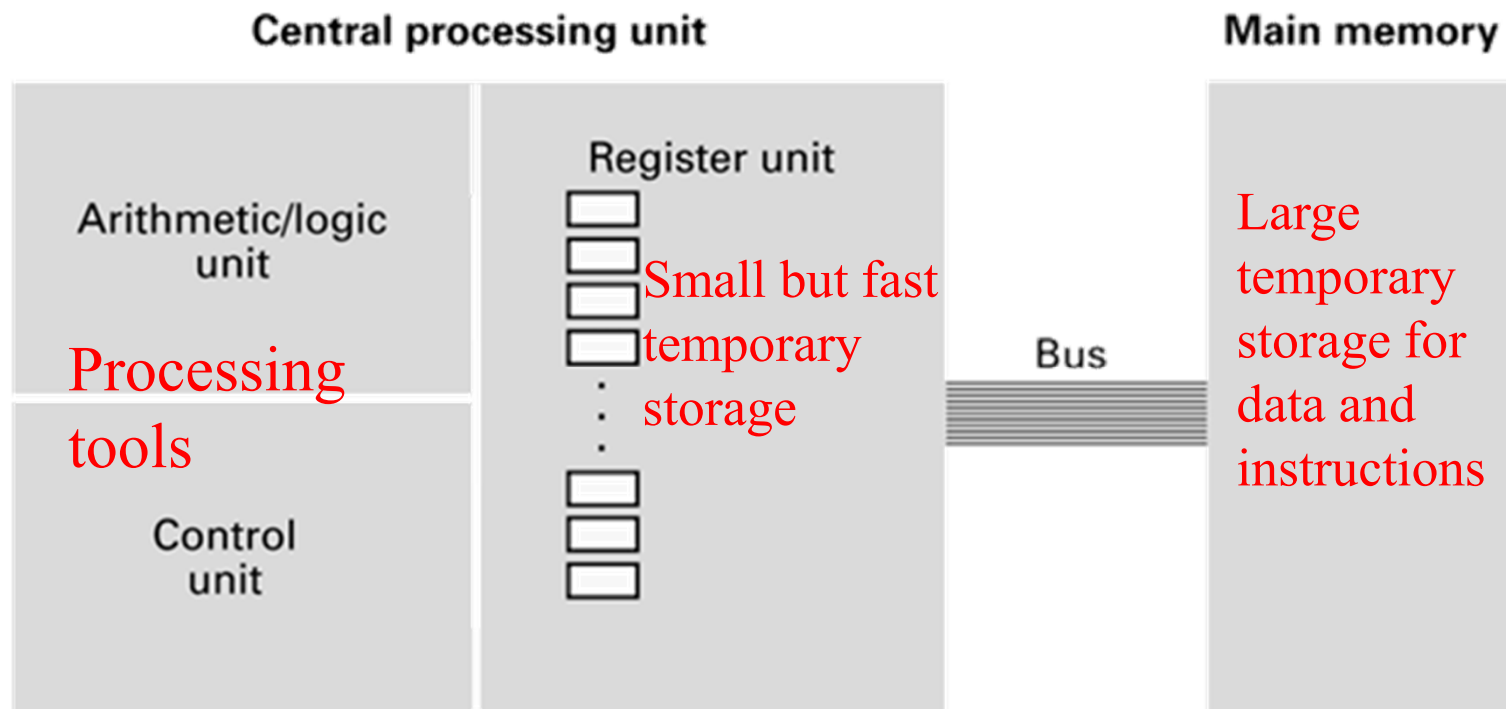 Central processing unit
Main memory
Arithmetic/logic
unit
Processing
tools
Control
unit
Register unit
Small but fast
temporary
storage
Bus
Large
temporary
storage for
data and
instructions